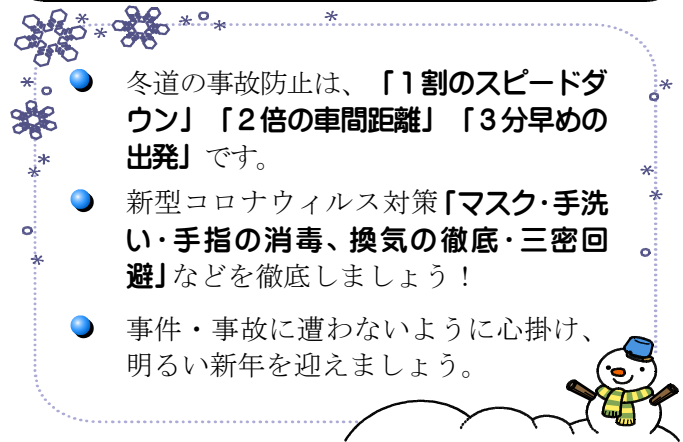 冬道の事故防止は、「１割のスピードダ
ウン」「２倍の車間距離」「３分早めの
出発」です。
新型コロナウィルス対策「マスク・手洗
い・手指の消毒、換気の徹底・三密回
避」などを徹底しましょう！
事件・事故に遭わないように心掛け、
明るい新年を迎えましょう。